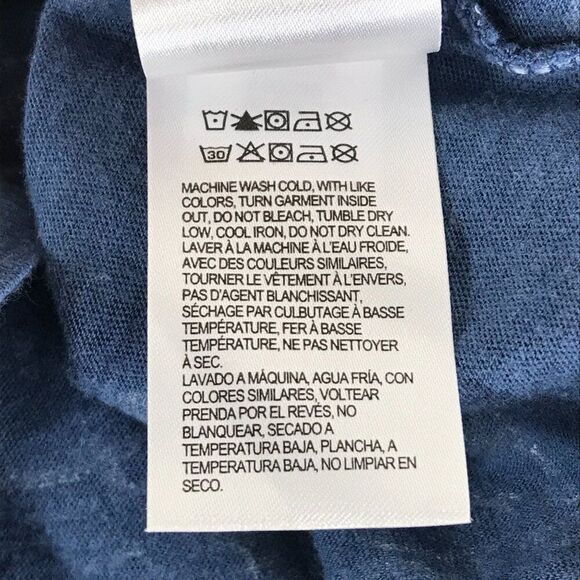 30
MACHINE WASH COLD, WITH LIKE
COLORS, TURN GARMENT INSIDE
OUT, DO NOT BLEACH, TUMBLE DRY
LOW, COOL IRON, DO NOT DRY CLEAN.
LAVER À LA MACHINE À L'EAU FROIDE,
AVEC DES COULEURS SIMILAIRES,
TOURNER LE VÊTEMENT À L'ENVERS,
PAS D'AGENT BLANCHISSANT,
SÉCHAGE PAR CULBUTAGE À BASSE
TEMPÉRATURE, FER À BASSE
TEMPÉRATURE, NE PAS NETTOYER
À SEC.
LAVADO A MÁQUINA, AGUA FRÍA, CON
COLORES SIMILARES, VOLTEAR
PRENDA POR EL REVÉS, NO
BLANQUEAR, SECADO A
TEMPERATURA BAJA, PLANCHA, A
TEMPERATURA BAJA, NO LIMPIAR EN
SECO.